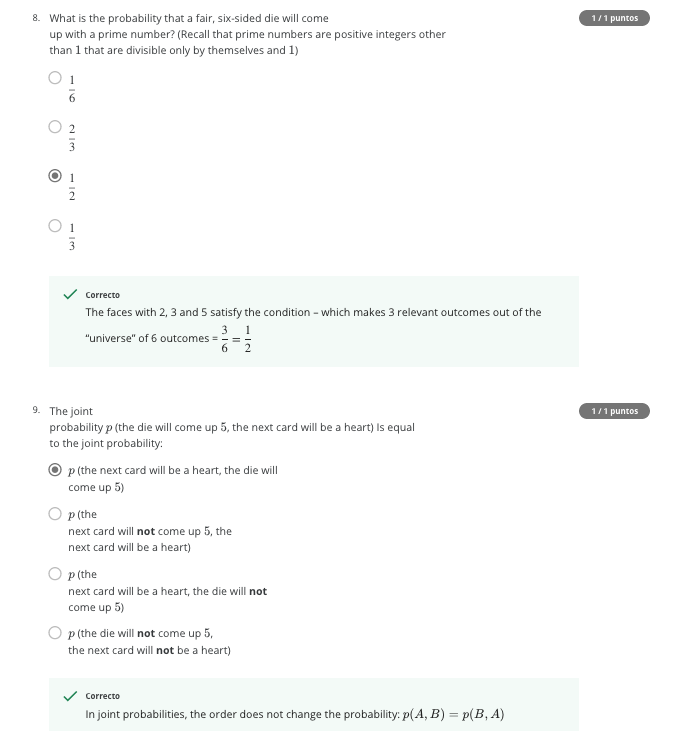 8. What is the probability that a fair, six-sided die will come
1 / 1 puntos
up with a prime number? (Recall that prime numbers are positive integers other
than 1 that are divisible only by themselves and 1)
1
6
2
3
1
2
1
3
Correcto
The faces with 2, 3 and 5 satisfy the condition – which makes 3 relevant outcomes out of the
"universe" of 6 outcomes = 3/6 = 1/2
9. The joint
1 / 1 puntos
probability p (the die will come up 5, the next card will be a heart) Is equal
to the joint probability:
p (the next card will be a heart, the die will
come up 5)
p (the
next card will not come up 5, the
next card will be a heart)
p (the
next card will be a heart, the die will not
come up 5)
p (the die will not come up 5,
the next card will not be a heart)
Correcto
In joint probabilities, the order does not change the probability: p(A, B) = p(B, A)